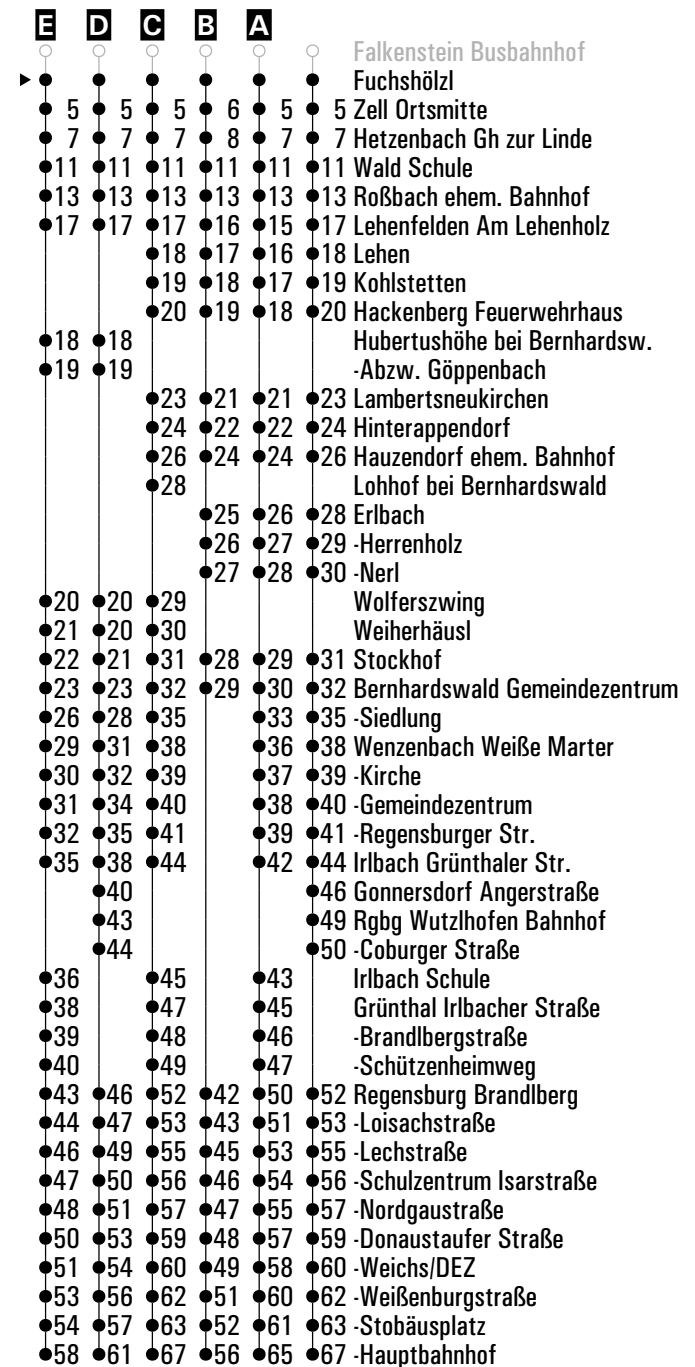 E D C B A
Falkenstein Busbahnhof
Fuchshölzl
5 5 5 6 5 5 Zell Ortsmitte
7 7 7 8 7 7 Hetzenbach Gh zur Linde
11 11 11 11 11 11 Wald Schule
13 13 13 13 13 13 Roßbach ehem. Bahnhof
17 17 17 16 15 17 Lehenfelden Am Lehenholz
18 17 16 18 Lehen
19 18 17 19 Kohlstetten
20 19 18 20 Hackenberg Feuerwehrhaus
18 18 Hubertushöhe bei Bernhardsw.
19 19 -Abzw. Göppenbach
23 21 21 23 Lambertsneukirchen
24 22 22 24 Hinterappendorf
26 24 24 26 Hauzendorf ehem. Bahnhof
28 Lohhof bei Bernhardswald
25 26 28 Erlbach
26 27 29 -Herrenholz
27 28 30 -Nerl
20 20 29 Wolferszwing
21 20 30 Weiherhäusl
22 21 31 28 29 31 Stockhof
23 23 32 29 30 32 Bernhardswald Gemeindezentrum
26 28 35 33 35 -Siedlung
29 31 38 36 38 Wenzenbach Weiße Marter
30 32 39 37 39 -Kirche
31 34 40 38 40 -Gemeindezentrum
32 35 41 39 41 -Regensburger Str.
35 38 44 42 44 Irlbach Grünthaler Str.
40 46 Gonnersdorf Angerstraße
43 49 Rgbg Wutzlhofen Bahnhof
44 50 -Coburger Straße
36 45 43 Irlbach Schule
38 47 45 Grünthal Irlbacher Straße
39 48 46 -Brandlbergstraße
40 49 47 -Schützenheimweg
43 46 52 42 50 52 Regensburg Brandlberg
44 47 53 43 51 53 -Loisachstraße
46 49 55 45 53 55 -Lechstraße
47 50 56 46 54 56 -Schulzentrum Isarstraße
48 51 57 47 55 57 -Nordgaustraße
50 53 59 48 57 59 -Donaustaufer Straße
51 54 60 49 58 60 -Weichs/DEZ
53 56 62 51 60 62 -Weißenburgstraße
54 57 63 52 61 63 -Stobäusplatz
58 61 67 56 65 67 -Hauptbahnhof